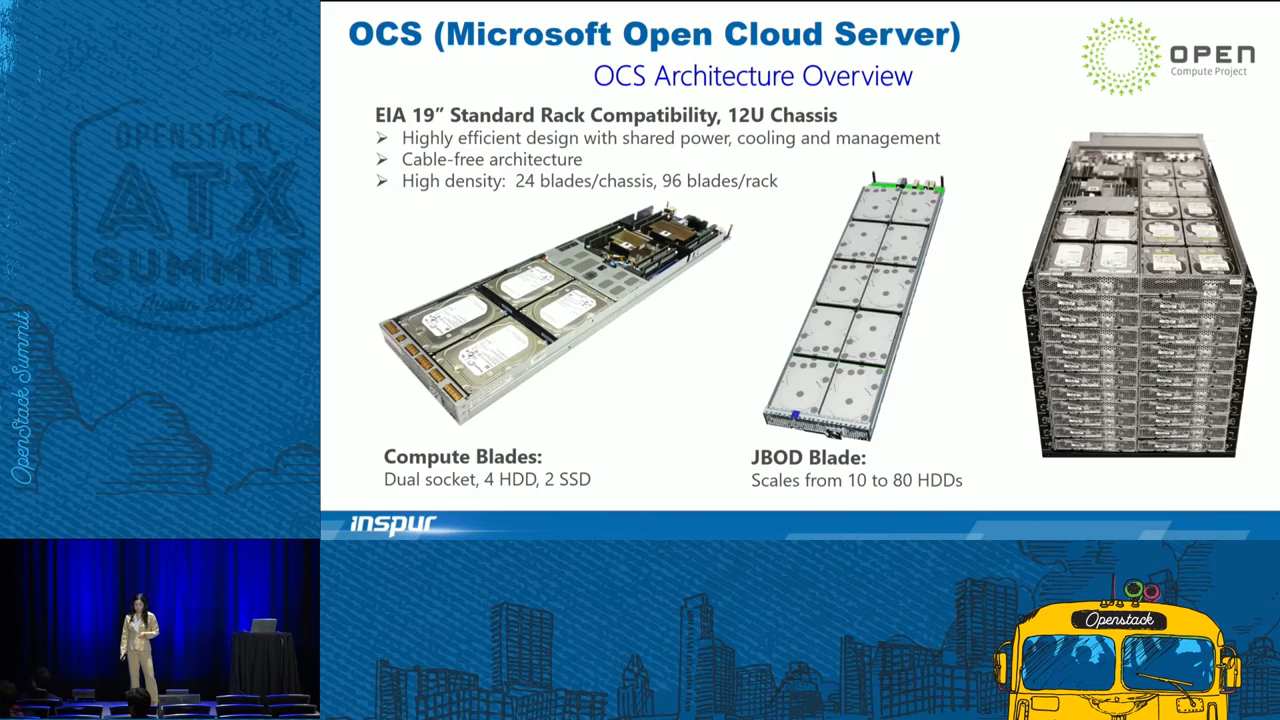 OCS (Microsoft Open Cloud Server)
OCS Architecture Overview
OPEN
Compute Project
EIA 19” Standard Rack Compatibility, 12U Chassis
➢ Highly efficient design with shared power, cooling and management
➢ Cable-free architecture
➢ High density: 24 blades/chassis, 96 blades/rack
Compute Blades:
Dual socket, 4 HDD, 2 SSD
JBOD Blade:
Scales from 10 to 80 HDDs
inspur
OPENSTACK
ATX
SUMMIT
OpenStack Summit
Openstack